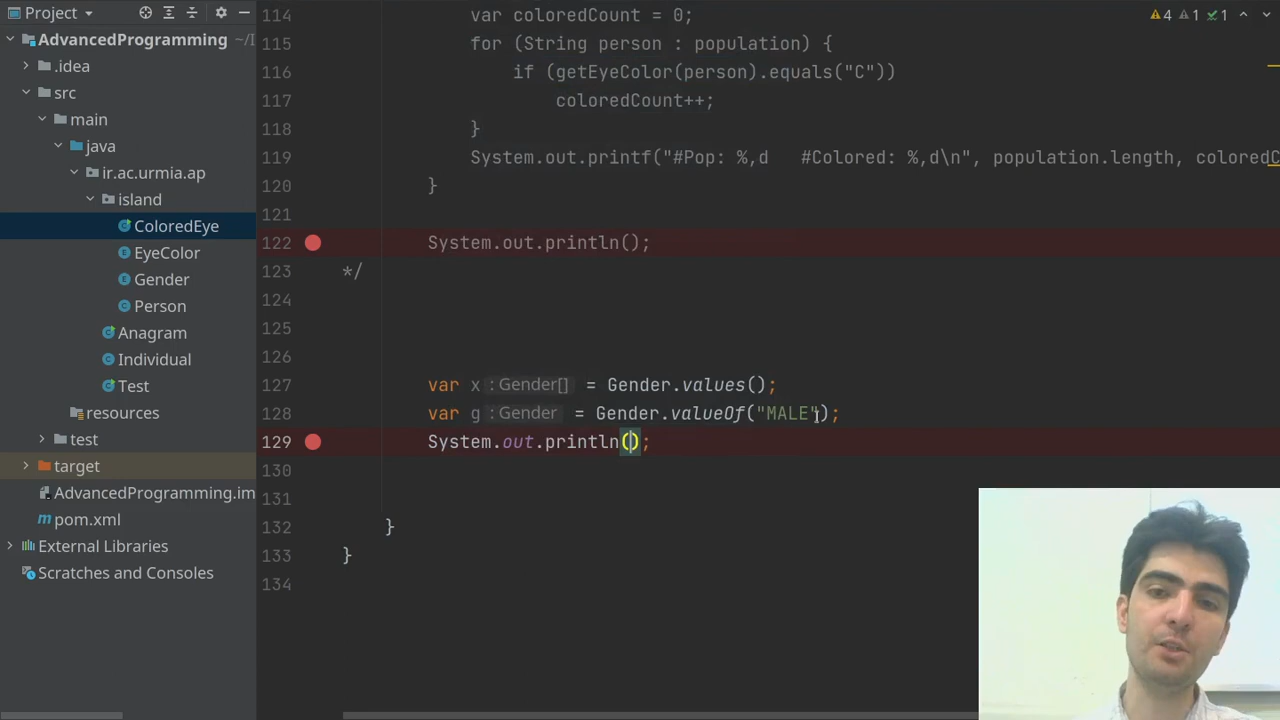 Project
AdvancedProgramming ~/I
.idea
src
main
java
ir.ac.urmia.ap
island
ColoredEye
EyeColor
Gender
Person
Anagram
Individual
Test
resources
test
target
AdvancedProgramming.im
pom.xml
External Libraries
Scratches and Consoles
4 1 1
114 var coloredCount = 0;
115 for (String person : population) {
116 if (getEyeColor(person).equals("C"))
117 coloredCount++;
118 }
119 System.out.printf("#Pop: %,d   #Colored: %,d\n", population.length, coloredC
120 }
121
122 System.out.println();
123 */
124
125
126
127 var x : Gender[] = Gender.values();
128 var g : Gender = Gender.valueOf("MALE");
129 System.out.println();
130
131
132 }
133 }
134